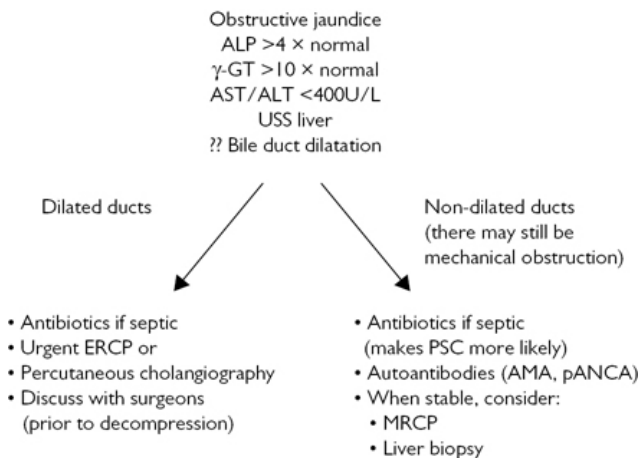 Obstructive jaundice
ALP >4 × normal
γ-GT >10 × normal
AST/ALT <400U/L
USS liver
?? Bile duct dilatation
Dilated ducts
Non-dilated ducts
(there may still be
mechanical obstruction)
• Antibiotics if septic
• Urgent ERCP or
• Percutaneous cholangiography
• Discuss with surgeons
(prior to decompression)
• Antibiotics if septic
(makes PSC more likely)
• Autoantibodies (AMA, pANCA)
• When stable, consider:
• MRCP
• Liver biopsy